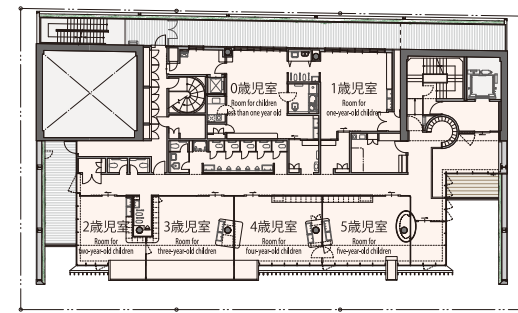 0歳児室
Room for children
less than one year old
1歳児室
Room for
one-year-old children
2歳児室
Room for
two-year-old children
3歳児室
Room for
three-year-old children
4歳児室
Room for
four-year-old children
5歳児室
Room for
five-year-old children